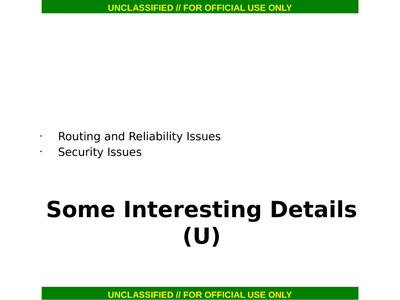 UNCLASSIFIED // FOR OFFICIAL USE ONLY
· Routing and Reliability Issues
· Security Issues
Some Interesting Details
(U)
UNCLASSIFIED // FOR OFFICIAL USE ONLY